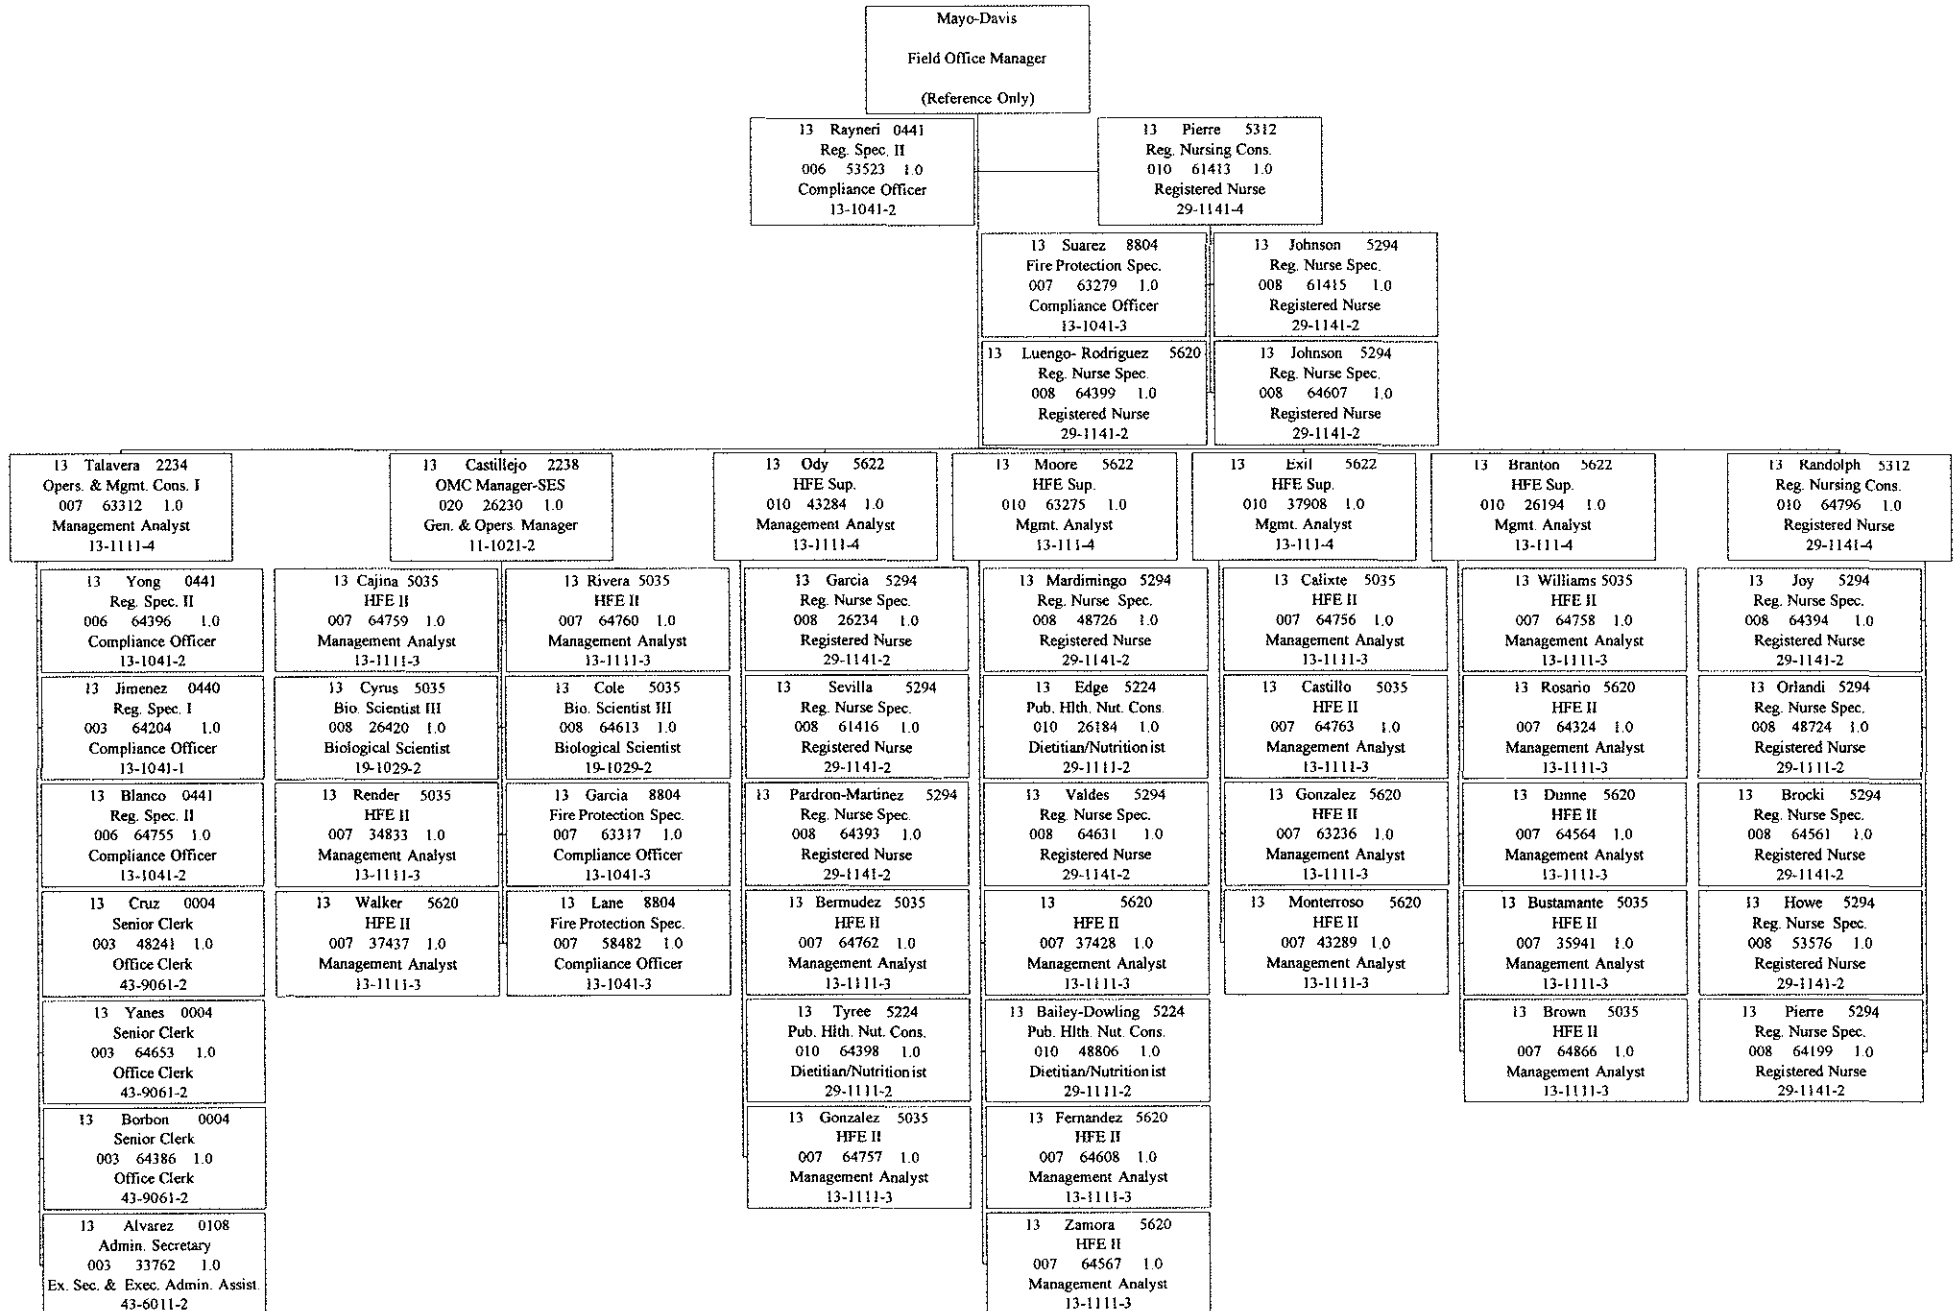 Mayo-Davis
Field Office Manager
(Reference Only)
13 Rayneri 0441
Reg. Spec. II
006 53523 1.0
Compliance Officer
13-1041-2
13 Pierre 5312
Reg. Nursing Cons.
010 61413 1.0
Registered Nurse
29-1141-4
13 Suarez 8804
Fire Protection Spec.
007 63279 1.0
Compliance Officer
13-1041-3
13 Johnson 5294
Reg. Nurse Spec.
008 61415 1.0
Registered Nurse
29-1141-2
13 Luengo- Rodriguez 5620
Reg. Nurse Spec.
008 64399 1.0
Registered Nurse
29-1141-2
13 Johnson 5294
Reg. Nurse Spec.
008 64607 1.0
Registered Nurse
29-1141-2
13 Talavera 2234
Opers. & Mgmt. Cons. I
007 63312 1.0
Management Analyst
13-1111-4
13 Castillejo 2238
OMC Manager-SES
020 26230 1.0
Gen. & Opers. Manager
11-1021-2
13 Ody 5622
HFE Sup.
010 43284 1.0
Management Analyst
13-1111-4
13 Moore 5622
HFE Sup.
010 63275 1.0
Mgmt. Analyst
13-111-4
13 Exil 5622
HFE Sup.
010 37908 1.0
Mgmt. Analyst
13-111-4
13 Branton 5622
HFE Sup.
010 26194 1.0
Mgmt. Analyst
13-111-4
13 Randolph 5312
Reg. Nursing Cons.
010 64796 1.0
Registered Nurse
29-1141-4
13 Yong 0441
Reg. Spec. II
006 64396 1.0
Compliance Officer
13-1041-2
13 Jimenez 0440
Reg. Spec. I
003 64204 1.0
Compliance Officer
13-1041-1
13 Blanco 0441
Reg. Spec. II
006 64755 1.0
Compliance Officer
13-1041-2
13 Cruz 0004
Senior Clerk
003 48241 1.0
Office Clerk
43-9061-2
13 Yanes 0004
Senior Clerk
003 64653 1.0
Office Clerk
43-9061-2
13 Borbon 0004
Senior Clerk
003 64386 1.0
Office Clerk
43-9061-2
13 Alvarez 0108
Admin. Secretary
003 33762 1.0
Ex. Sec. & Exec. Admin. Assist.
43-6011-2
13 Cajina 5035
HFE II
007 64759 1.0
Management Analyst
13-1111-3
13 Cyrus 5035
Bio. Scientist III
008 26420 1.0
Biological Scientist
19-1029-2
13 Render 5035
HFE II
007 34833 1.0
Management Analyst
13-1111-3
13 Walker 5620
HFE II
007 37437 1.0
Management Analyst
13-1111-3
13 Rivera 5035
HFE II
007 64760 1.0
Management Analyst
13-1111-3
13 Cole 5035
Bio. Scientist III
008 64613 1.0
Biological Scientist
19-1029-2
13 Garcia 8804
Fire Protection Spec.
007 63317 1.0
Compliance Officer
13-1041-3
13 Lane 8804
Fire Protection Spec.
007 58482 1.0
Compliance Officer
13-1041-3
13 Garcia 5294
Reg. Nurse Spec.
008 26234 1.0
Registered Nurse
29-1141-2
13 Sevilla 5294
Reg. Nurse Spec.
008 61416 1.0
Registered Nurse
29-1141-2
13 Pardron-Martinez 5294
Reg. Nurse Spec.
008 64393 1.0
Registered Nurse
29-1141-2
13 Bermudez 5035
HFE II
007 64762 1.0
Management Analyst
13-1111-3
13 Tyree 5224
Pub. Hlth. Nut. Cons.
010 64398 1.0
Dietitian/Nutritionist
29-1111-2
13 Gonzalez 5035
HFE II
007 64757 1.0
Management Analyst
13-1111-3
13 Mardimingo 5294
Reg. Nurse Spec.
008 48726 1.0
Registered Nurse
29-1141-2
13 Edge 5224
Pub. Hlth. Nut. Cons.
010 26184 1.0
Dietitian/Nutritionist
29-1111-2
13 Valdes 5294
Reg. Nurse Spec.
008 64631 1.0
Registered Nurse
29-1141-2
13 5620
HFE II
007 37428 1.0
Management Analyst
13-1111-3
13 Bailey-Dowling 5224
Pub. Hlth. Nut. Cons.
010 48806 1.0
Dietitian/Nutritionist
29-1111-2
13 Fernandez 5620
HFE II
007 64608 1.0
Management Analyst
13-1111-3
13 Zamora 5620
HFE II
007 64567 1.0
Management Analyst
13-1111-3
13 Calixte 5035
HFE II
007 64756 1.0
Management Analyst
13-1111-3
13 Castillo 5035
HFE II
007 64763 1.0
Management Analyst
13-1111-3
13 Gonzalez 5620
HFE II
007 63236 1.0
Management Analyst
13-1111-3
13 Monterroso 5620
HFE II
007 43289 1.0
Management Analyst
13-1111-3
13 Williams 5035
HFE II
007 64758 1.0
Management Analyst
13-1111-3
13 Rosario 5620
HFE II
007 64324 1.0
Management Analyst
13-1111-3
13 Dunne 5620
HFE II
007 64564 1.0
Management Analyst
13-1111-3
13 Bustamante 5035
HFE II
007 35941 1.0
Management Analyst
13-1111-3
13 Brown 5035
HFE II
007 64866 1.0
Management Analyst
13-1111-3
13 Joy 5294
Reg. Nurse Spec.
008 64394 1.0
Registered Nurse
29-1141-2
13 Orlandi 5294
Reg. Nurse Spec.
008 48724 1.0
Registered Nurse
29-1111-2
13 Brocki 5294
Reg. Nurse Spec.
008 64561 1.0
Registered Nurse
29-1141-2
13 Howe 5294
Reg. Nurse Spec.
008 53576 1.0
Registered Nurse
29-1141-2
13 Pierre 5294
Reg. Nurse Spec.
008 64199 1.0
Registered Nurse
29-1141-2